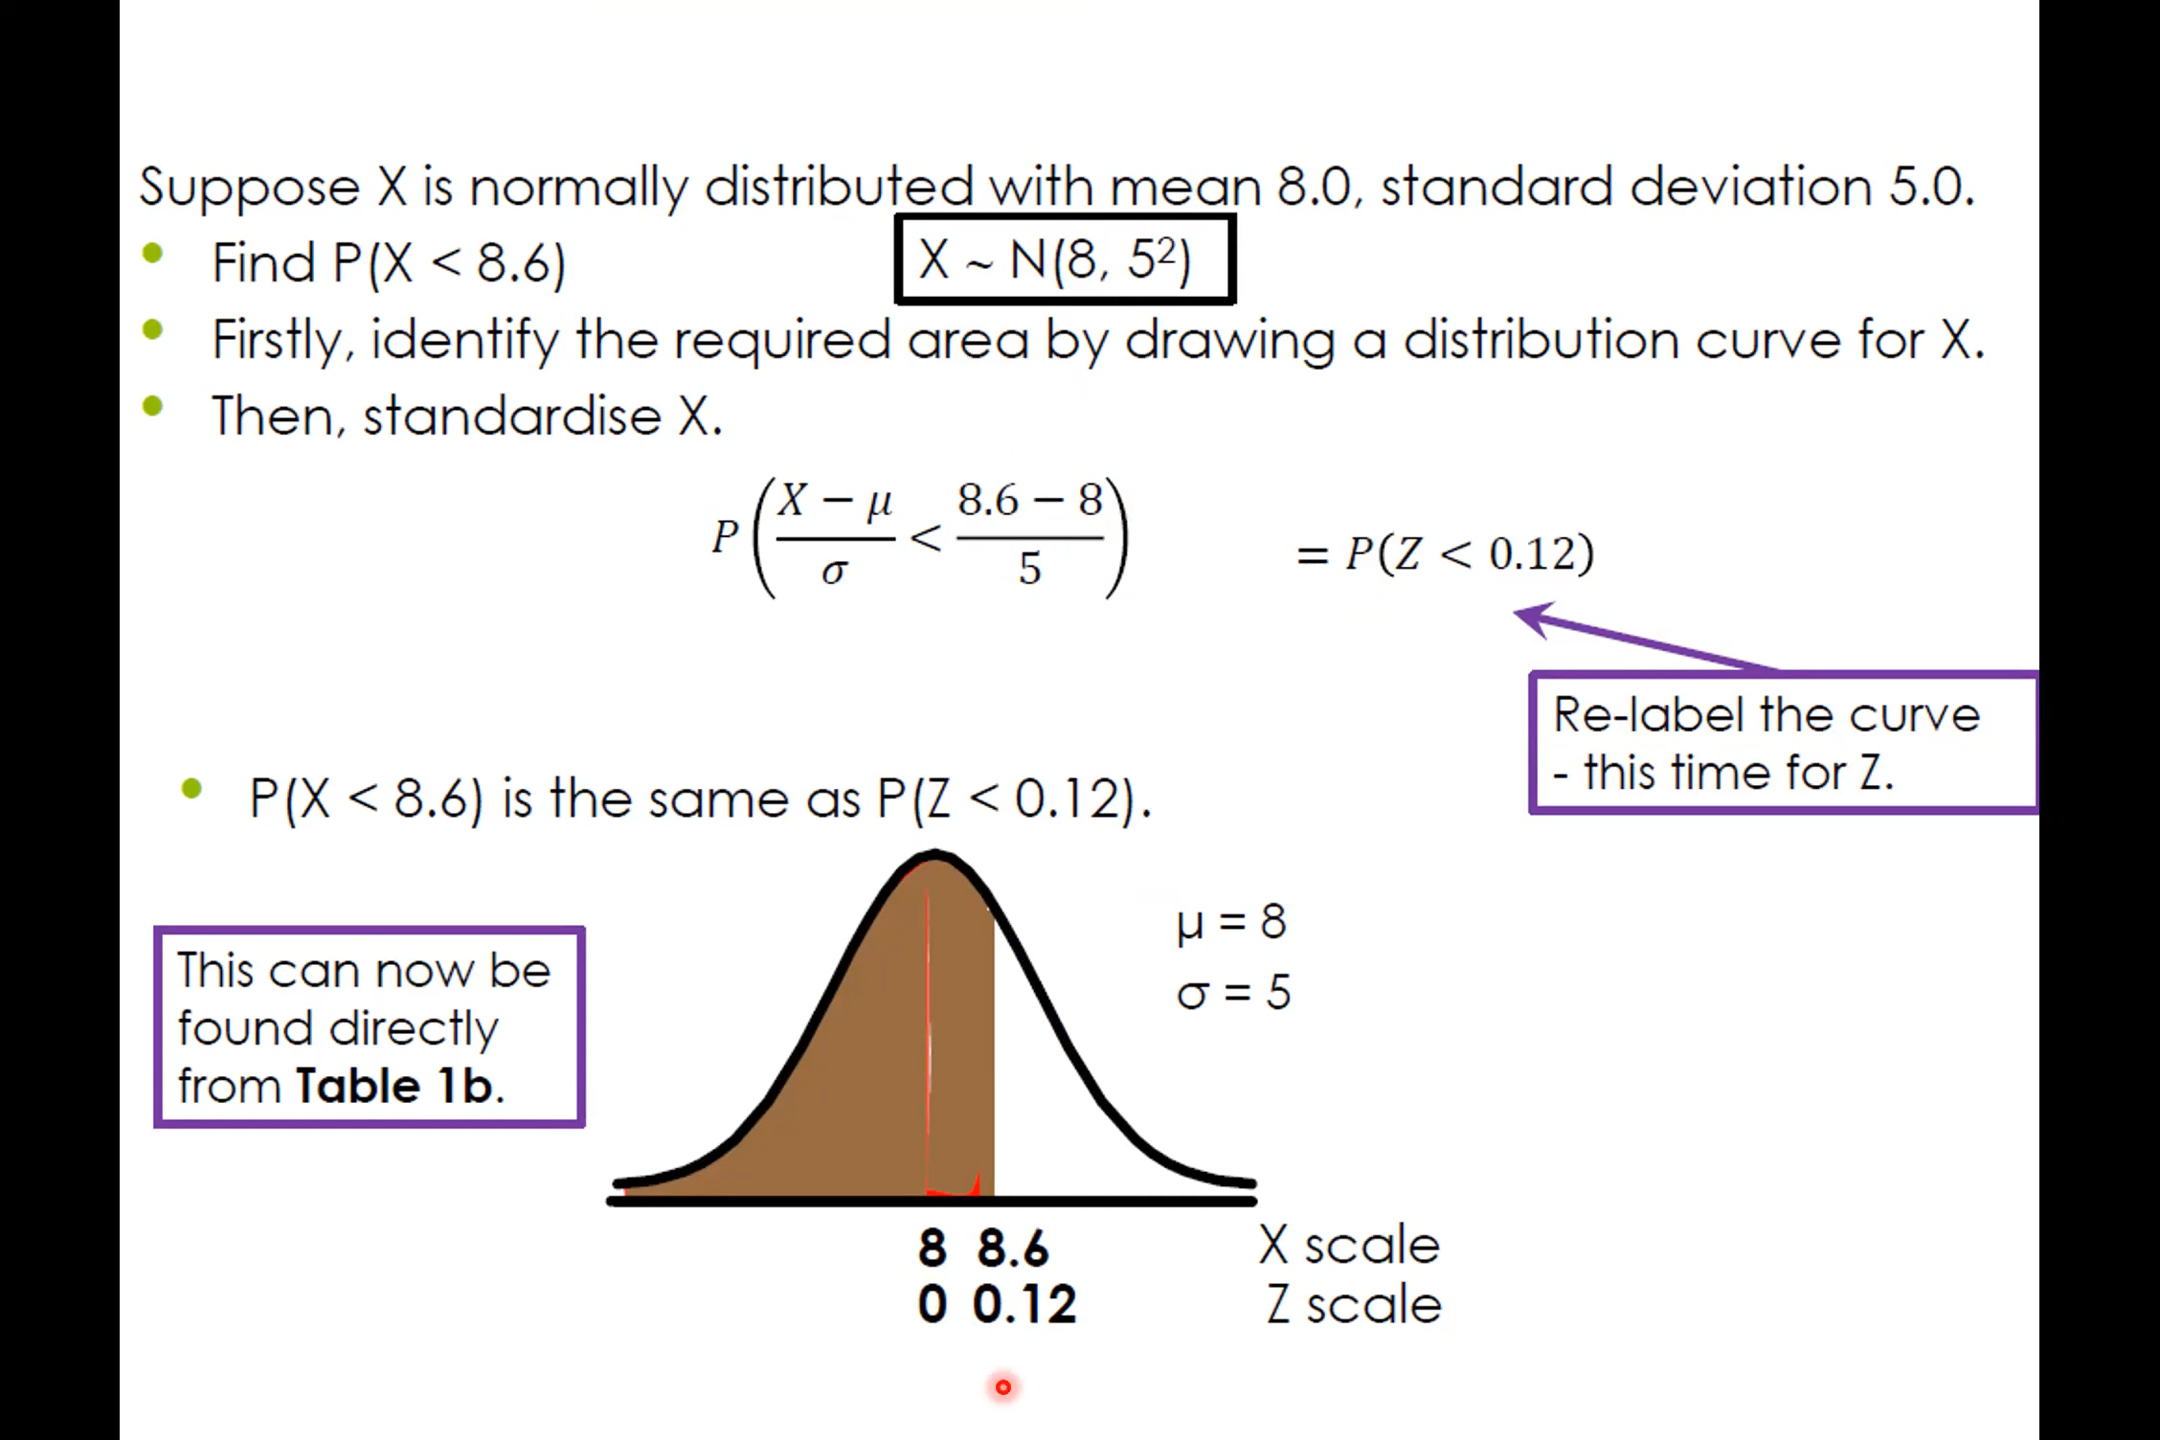 Suppose X is normally distributed with mean 8.0, standard deviation 5.0.
• Find P(X < 8.6)
X ~ N(8, 5²)
• Firstly, identify the required area by drawing a distribution curve for X.
• Then, standardise X.
P((X − μ)/σ < (8.6 − 8)/5) = P(Z < 0.12)
Re-label the curve
- this time for Z.
• P(X < 8.6) is the same as P(Z < 0.12).
This can now be
found directly
from Table 1b.
μ = 8
σ = 5
8 8.6 X scale
0 0.12 Z scale